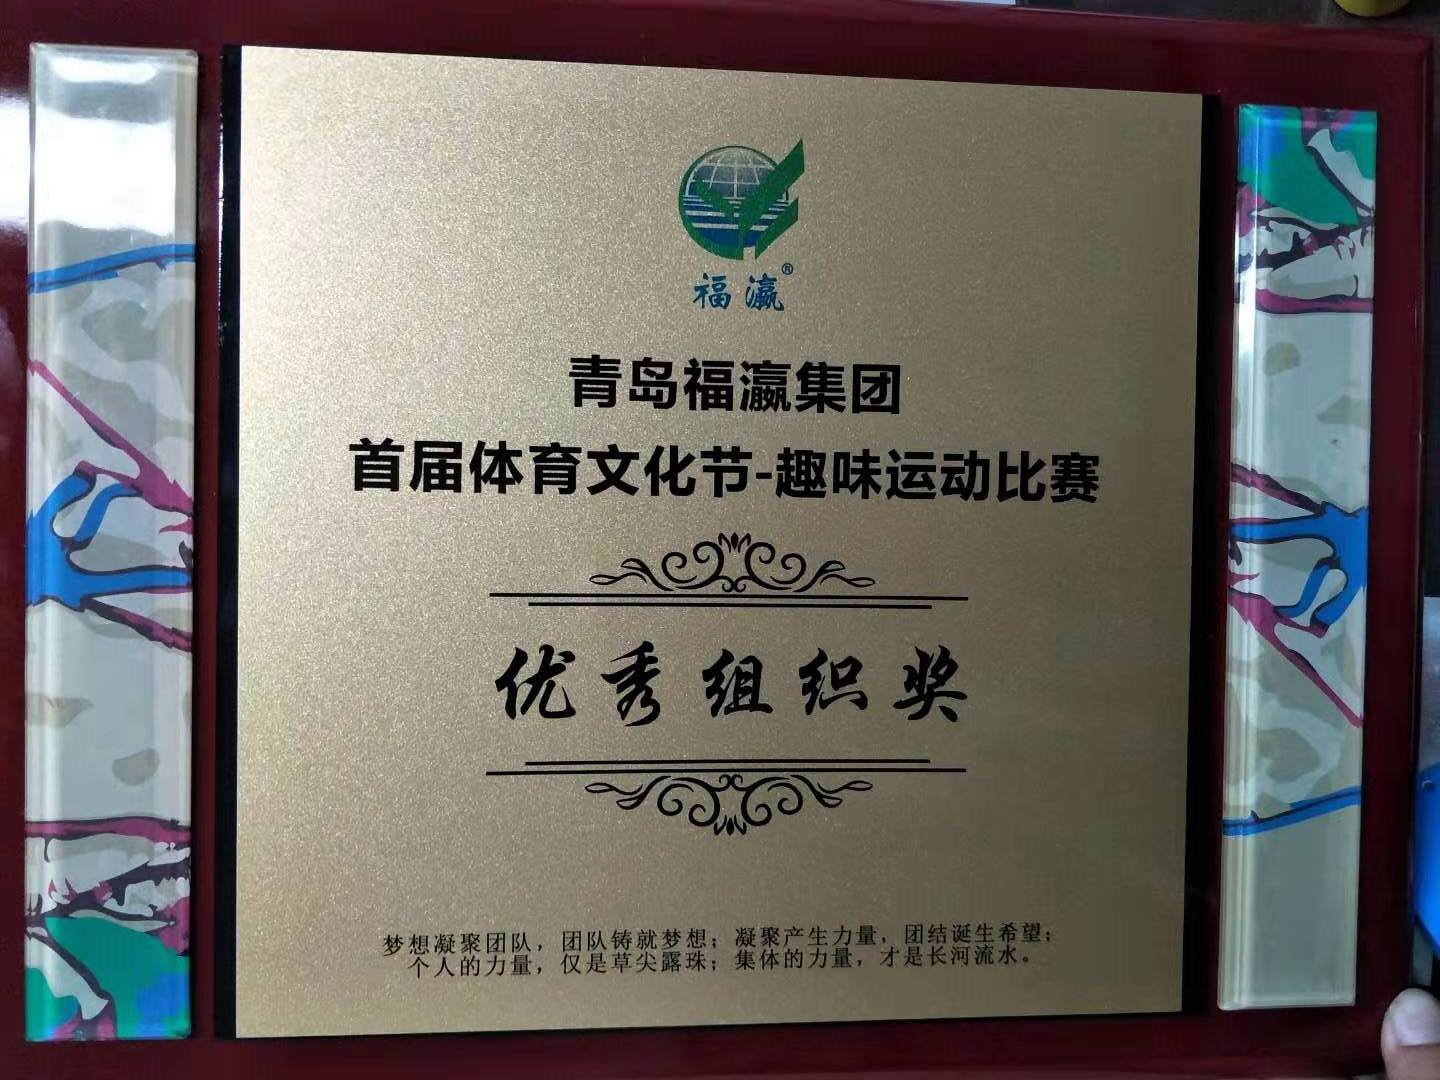 福瀛®
青岛福瀛集团
首届体育文化节-趣味运动比赛
优秀组织奖
梦想凝聚团队，团队铸就梦想；凝聚产生力量，团结诞生希望；
个人的力量，仅是草尖露珠；集体的力量，才是长河流水。